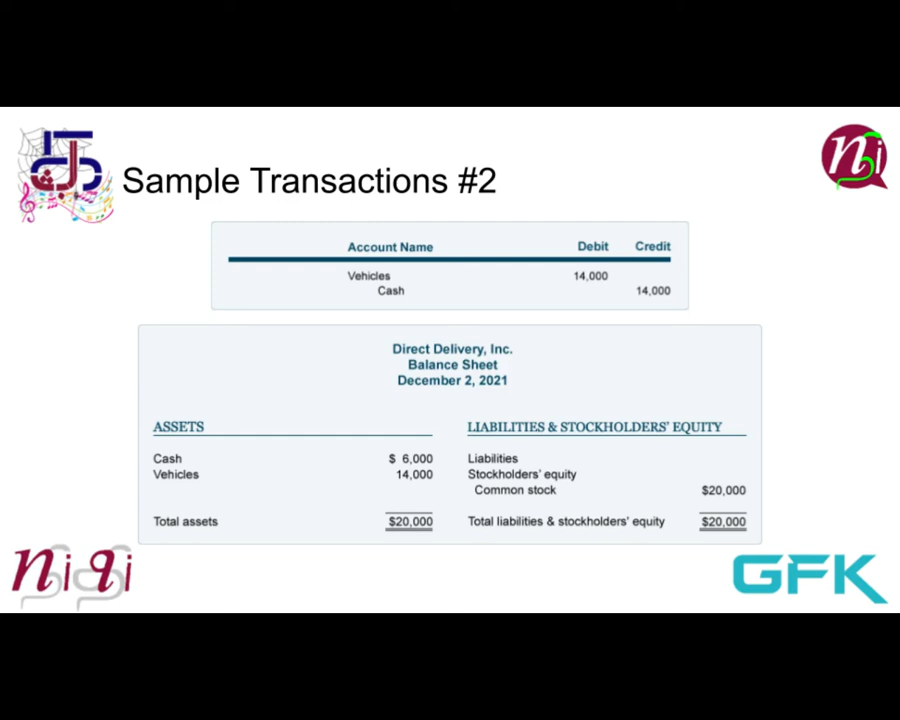 Sample Transactions #2
Account Name Debit Credit
Vehicles 14,000
Cash 14,000
Direct Delivery, Inc.
Balance Sheet
December 2, 2021
ASSETS LIABILITIES & STOCKHOLDERS' EQUITY
Cash $ 6,000 Liabilities
Vehicles 14,000 Stockholders' equity
Common stock $20,000
Total assets $20,000 Total liabilities & stockholders' equity $20,000
niqi
GFK